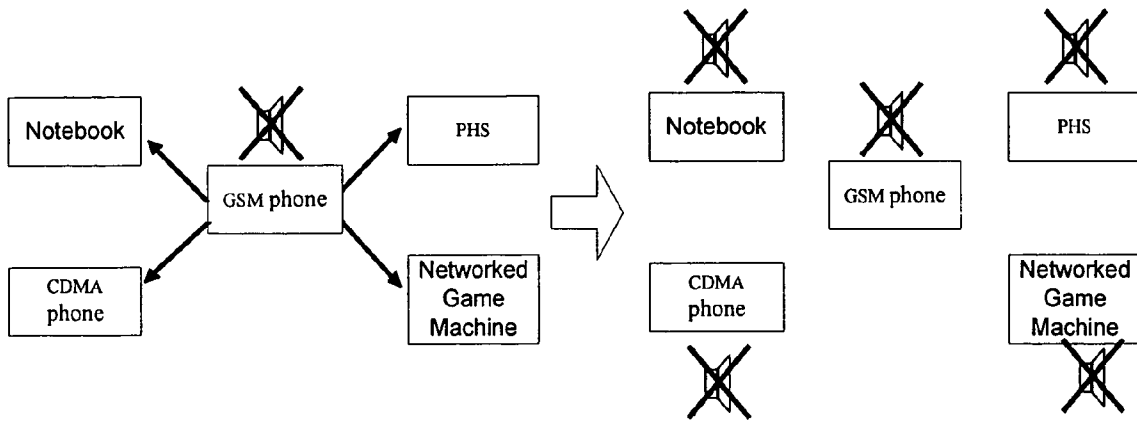 Notebook
PHS
GSM phone
CDMA
phone
Networked
Game
Machine
Notebook
PHS
GSM phone
CDMA
phone
Networked
Game
Machine